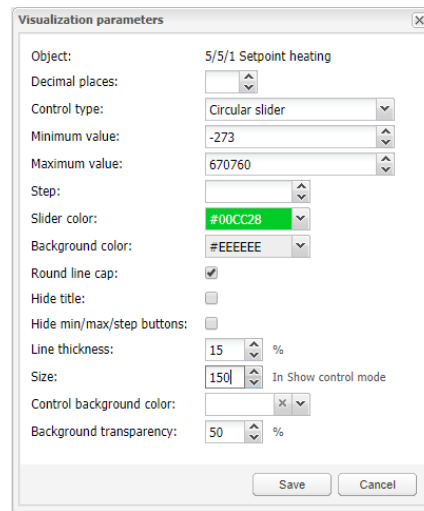 Visualization parameters
Object: 5/5/1 Setpoint heating
Decimal places:
Control type: Circular slider
Minimum value: -273
Maximum value: 670760
Step:
Slider color: #00CC28
Background color: #EEEEEE
Round line cap:
Hide title:
Hide min/max/step buttons:
Line thickness: 15 %
Size: 150 In Show control mode
Control background color:
Background transparency: 50 %
Save Cancel